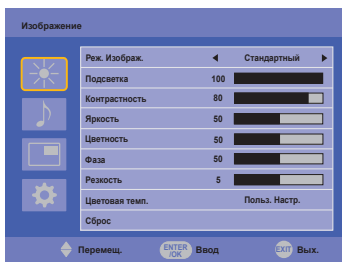 Изображение
Реж. Изображ. Стандартный
Подсветка 100
Контрастность 80
Яркость 50
Цветность 50
Фаза 50
Резкость 5
Цветовая темп. Польз. Настр.
Сброс
Перемещ. ENTER /OK Ввод EXIT Вых.